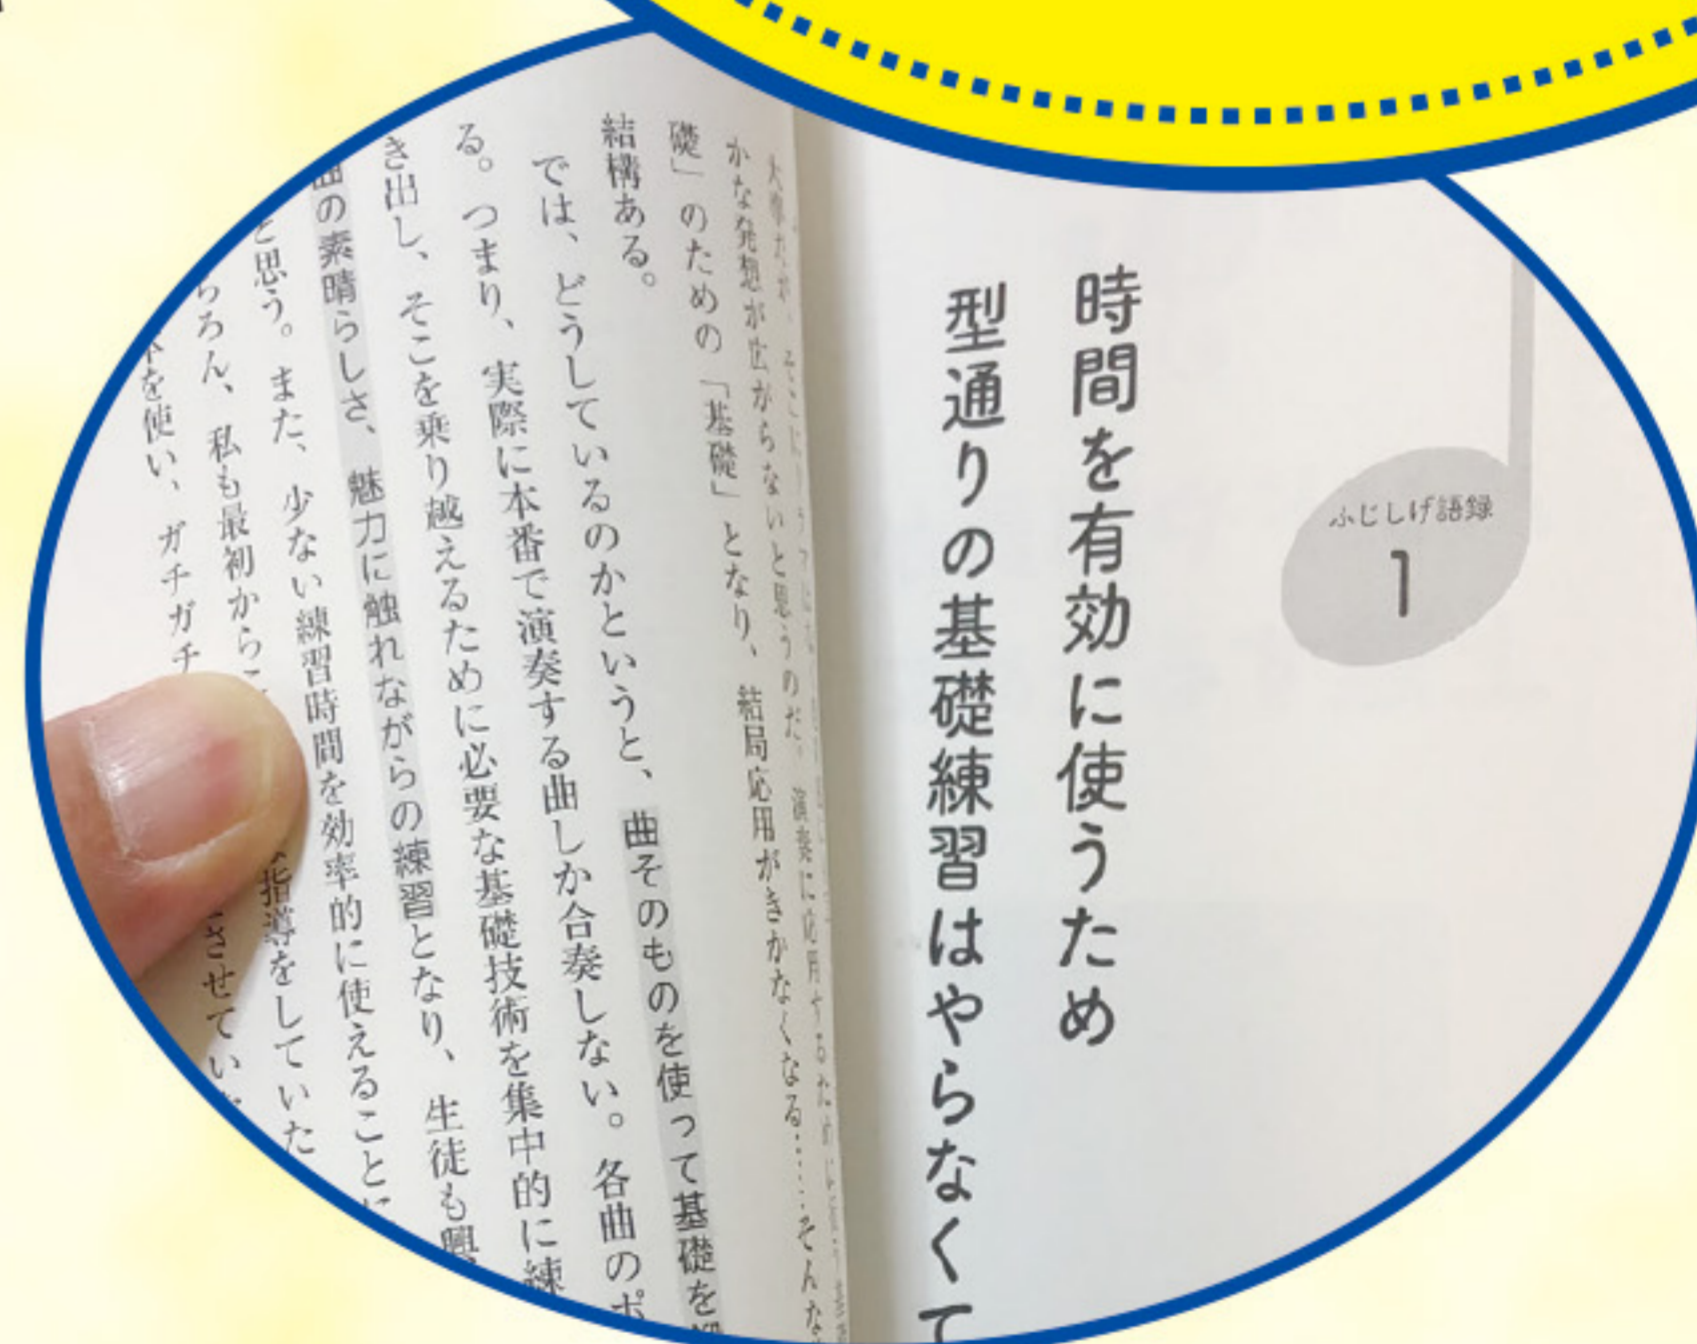 ふじしげ語録
1
時間を有効に使うため
型通りの基礎練習はやらなくて
かな発想が広がらないと思うのだ。演奏に応用するため
礎」のための「基礎」となり、結局応用がきかなくなる……そんな
結構ある。
では、どうしているのかというと、曲そのものを使って基礎を
る。つまり、実際に本番で演奏する曲しか合奏しない。各曲のポ
き出し、そこを乗り越えるために必要な基礎技術を集中的に練
曲の素晴らしさ、魅力に触れながらの練習となり、生徒も興
と思う。また、少ない練習時間を効率的に使えることに
ろん、私も最初から
指導をしていた
を使い、ガチガチ
させてい